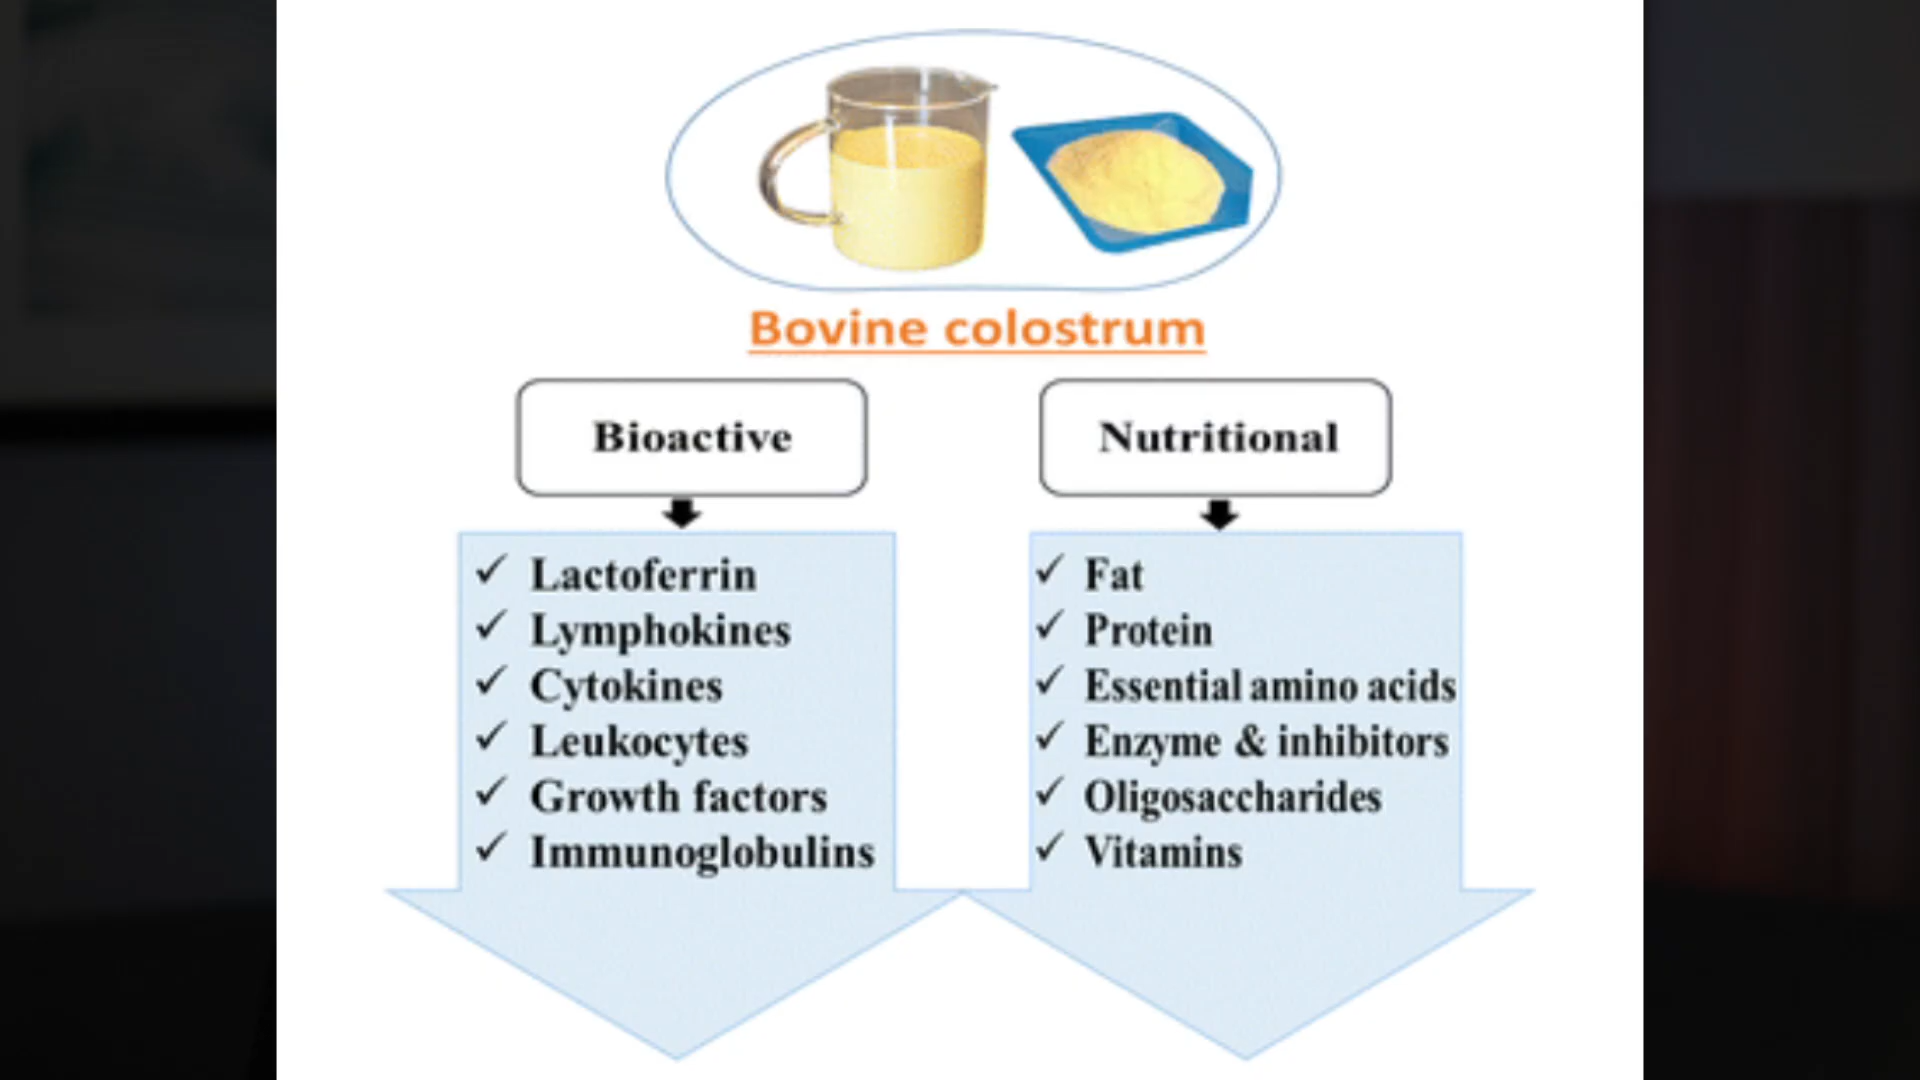 Bovine colostrum
Bioactive
Lactoferrin
Lymphokines
Cytokines
Leukocytes
Growth factors
Immunoglobulins
Nutritional
Fat
Protein
Essential amino acids
Enzyme & inhibitors
Oligosaccharides
Vitamins